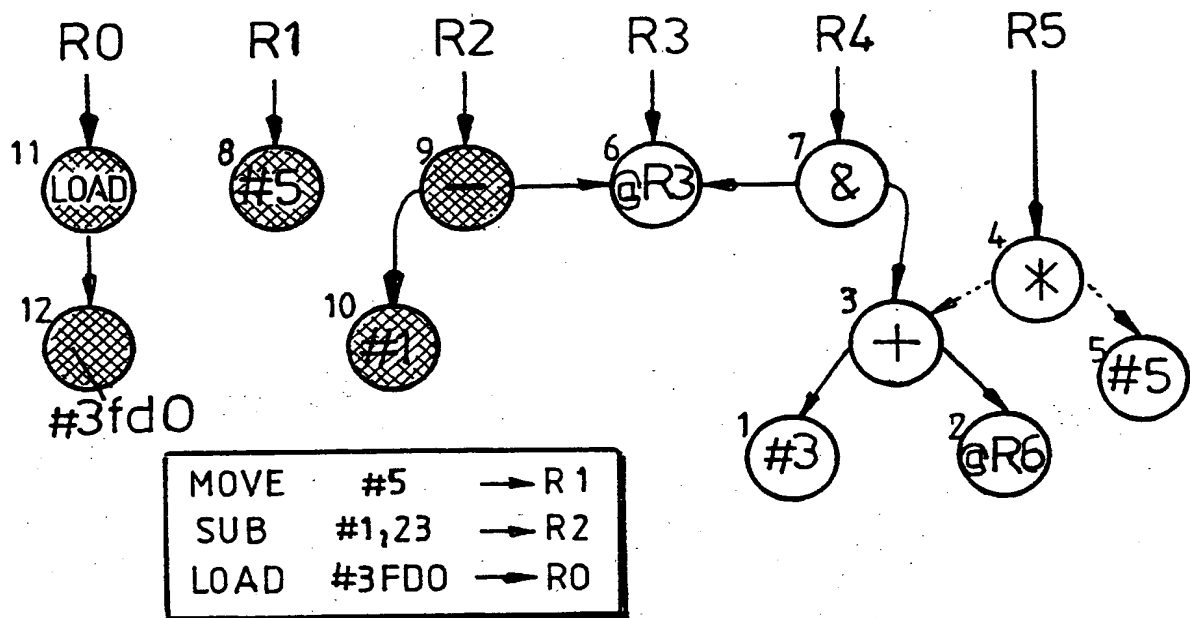 R0 R1 R2 R3 R4 R5
11 LOAD 8 #5 9 − 6 @R3 7 &
4 *
12 10 #1 3 + 5 #5
#3fd0 1 #3 2 @R6
MOVE #5 → R1
SUB #1,23 → R2
LOAD #3FD0 → R0